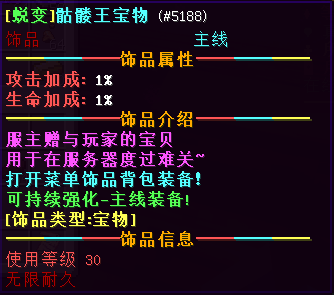 [蜕变]骷髅王宝物 (#5188)
饰品 主线
饰品属性
攻击加成: 1%
生命加成: 1%
饰品介绍
服主赠与玩家的宝贝
用于在服务器度过难关~
打开菜单饰品背包装备!
可持续强化-主线装备!
[饰品类型:宝物]
饰品信息
使用等级 30
无限耐久